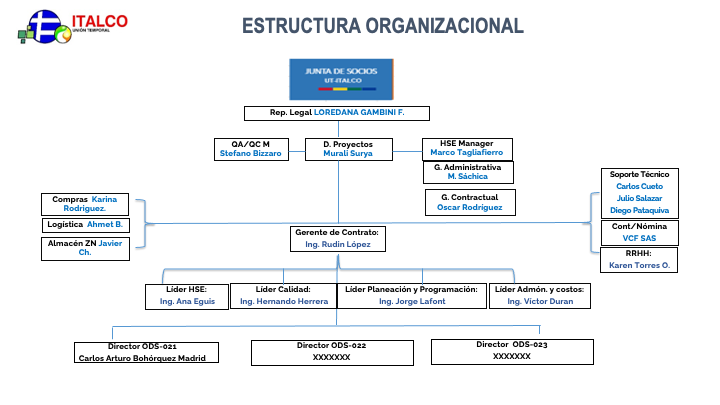 ITALCO
UNIÓN TEMPORAL
ESTRUCTURA ORGANIZACIONAL
JUNTA DE SOCIOS
UT-ITALCO
Rep. Legal LOREDANA GAMBINI F.
QA/QC M
Stefano Bizzaro
D. Proyectos
Murali Surya
HSE Manager
Marco Tagliafierro
G. Administrativa
M. Sáchica
G. Contractual
Oscar Rodríguez
Soporte Técnico
Carlos Cueto
Julio Salazar
Diego Pataquiva
Cont/Nómina
VCF SAS
RRHH:
Karen Torres O.
Compras Karina
Rodriguez.
Logística Ahmet B.
Almacén ZN Javier
Ch.
Gerente de Contrato:
Ing. Rudin López
Líder HSE:
Ing. Ana Eguis
Líder Calidad:
Ing. Hernando Herrera
Líder Planeación y Programación:
Ing. Jorge Lafont
Líder Admón. y costos:
Ing. Víctor Duran
Director ODS-021
Carlos Arturo Bohórquez Madrid
Director ODS-022
XXXXXXX
Director ODS-023
XXXXXXX